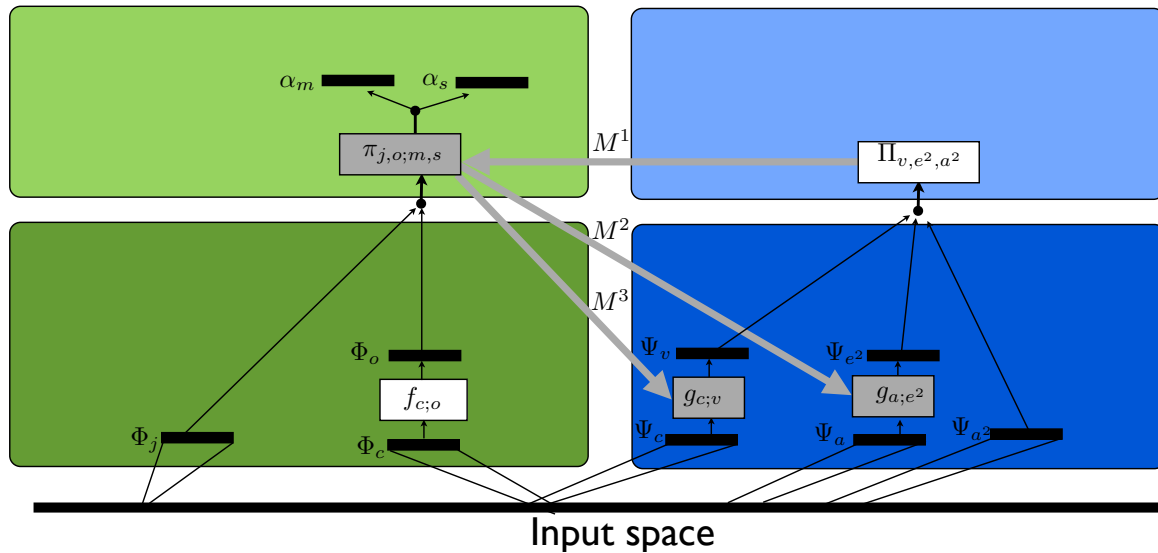 α_m α_s
π_{j,o;m,s} M^1 Π_{v,e^2,a^2}
M^2
M^3
Φ_o Ψ_v Ψ_{e^2}
f_{c;o} g_{c;v} g_{a;e^2}
Φ_j Φ_c Ψ_c Ψ_a Ψ_{a^2}
Input space